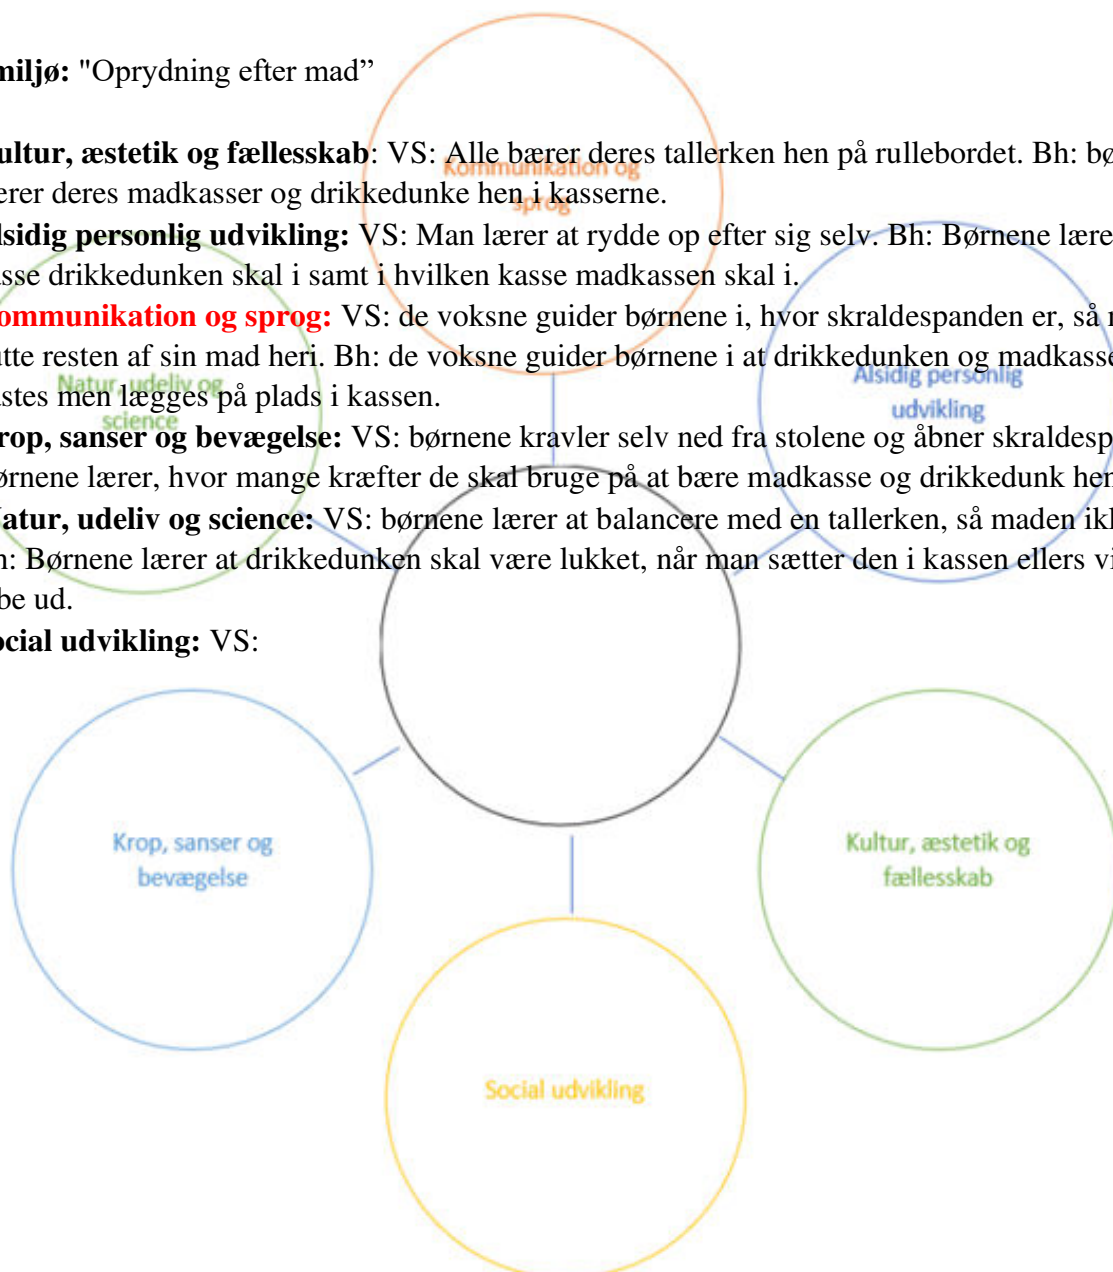 miljø: "Oprydning efter mad”
ultur, æstetik og fællesskab: VS: Alle bærer deres tallerken hen på rullebordet. Bh: bø
ærer deres madkasser og drikkedunke hen i kasserne.
lsidig personlig udvikling: VS: Man lærer at rydde op efter sig selv. Bh: Børnene lære
asse drikkedunken skal i samt i hvilken kasse madkassen skal i.
ommunikation og sprog: VS: de voksne guider børnene i, hvor skraldespanden er, så
utte resten af sin mad heri. Bh: de voksne guider børnene i at drikkedunken og madkasse
astes men lægges på plads i kassen.
rop, sanser og bevægelse: VS: børnene kravler selv ned fra stolene og åbner skraldesp
ørnene lærer, hvor mange kræfter de skal bruge på at bære madkasse og drikkedunk hen
Natur, udeliv og science: VS: børnene lærer at balancere med en tallerken, så maden ikk
h: Børnene lærer at drikkedunken skal være lukket, når man sætter den i kassen ellers vi
be ud.
ocial udvikling: VS:
Kommunikation og
sprog
Natur, udeliv og
science
Alsidig personlig
udvikling
Krop, sanser og
bevægelse
Kultur, æstetik og
fællesskab
Social udvikling